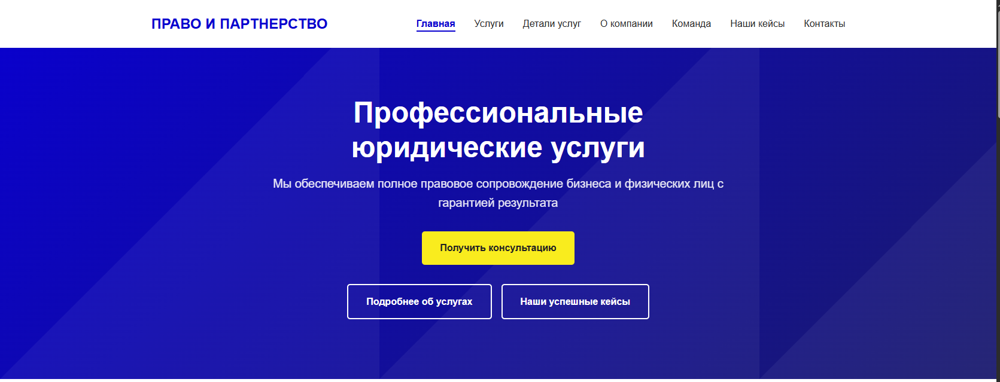 ПРАВО И ПАРТНЕРСТВО
Главная Услуги Детали услуг О компании Команда Наши кейсы Контакты
Профессиональные
юридические услуги
Мы обеспечиваем полное правовое сопровождение бизнеса и физических лиц с
гарантией результата
Получить консультацию
Подробнее об услугах Наши успешные кейсы